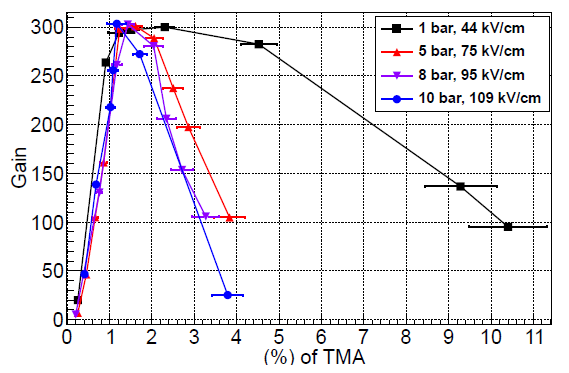 300
250
200
150
100
50
0
Gain
1 bar, 44 kV/cm
5 bar, 75 kV/cm
8 bar, 95 kV/cm
10 bar, 109 kV/cm
0 1 2 3 4 5 6 7 8 9 10 11
(%) of TMA